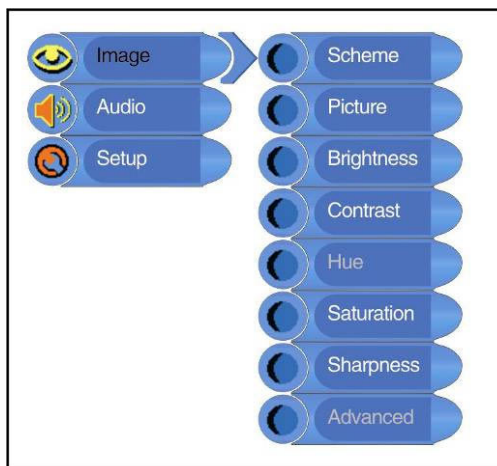 Image
Audio
Setup
Scheme
Picture
Brightness
Contrast
Hue
Saturation
Sharpness
Advanced